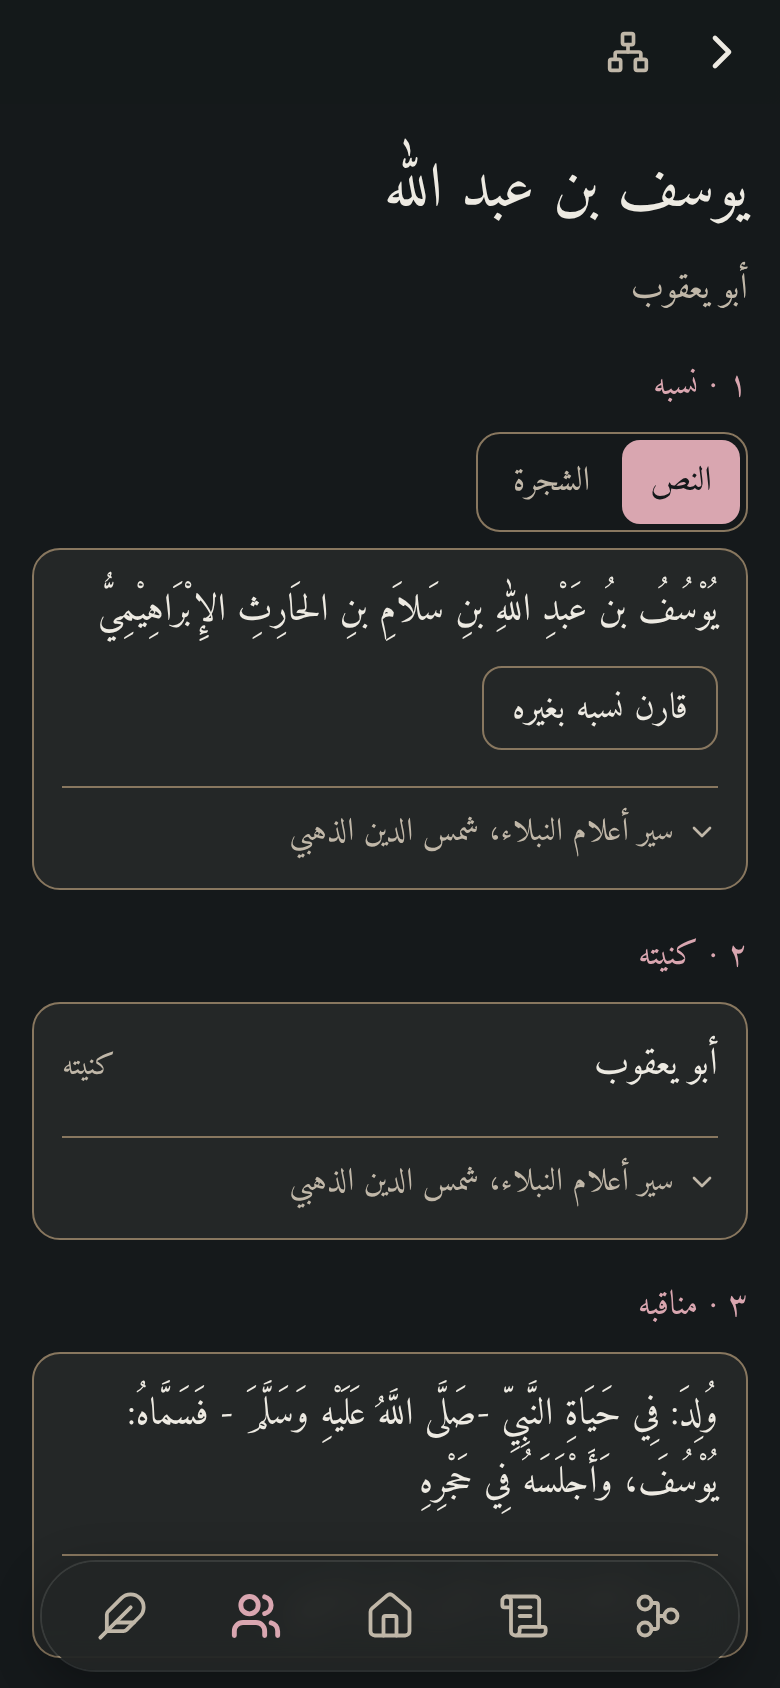 يوسف بن عبد الله
أبو يعقوب
١ · نسبه
النص
الشجرة
يُوْسُفُ بنُ عَبْدِ اللهِ بنِ سَلاَمِ بنِ الحَارِثِ الإِبْرَاهِيْمِيُّ
قارن نسبه بغيره
سير أعلام النبلاء، شمس الدين الذهبي
٢ · كنيته
أبو يعقوب
كنيته
سير أعلام النبلاء، شمس الدين الذهبي
٣ · مناقبه
وُلِدَ: فِي حَيَاةِ النَّبِيِّ -صَلَّى اللَّهُ عَلَيْهِ وَسَلَّمَ - فَسَمَّاهُ:
يُوْسُفَ، وَأَجْلَسَهُ فِي حَجْرِهِ